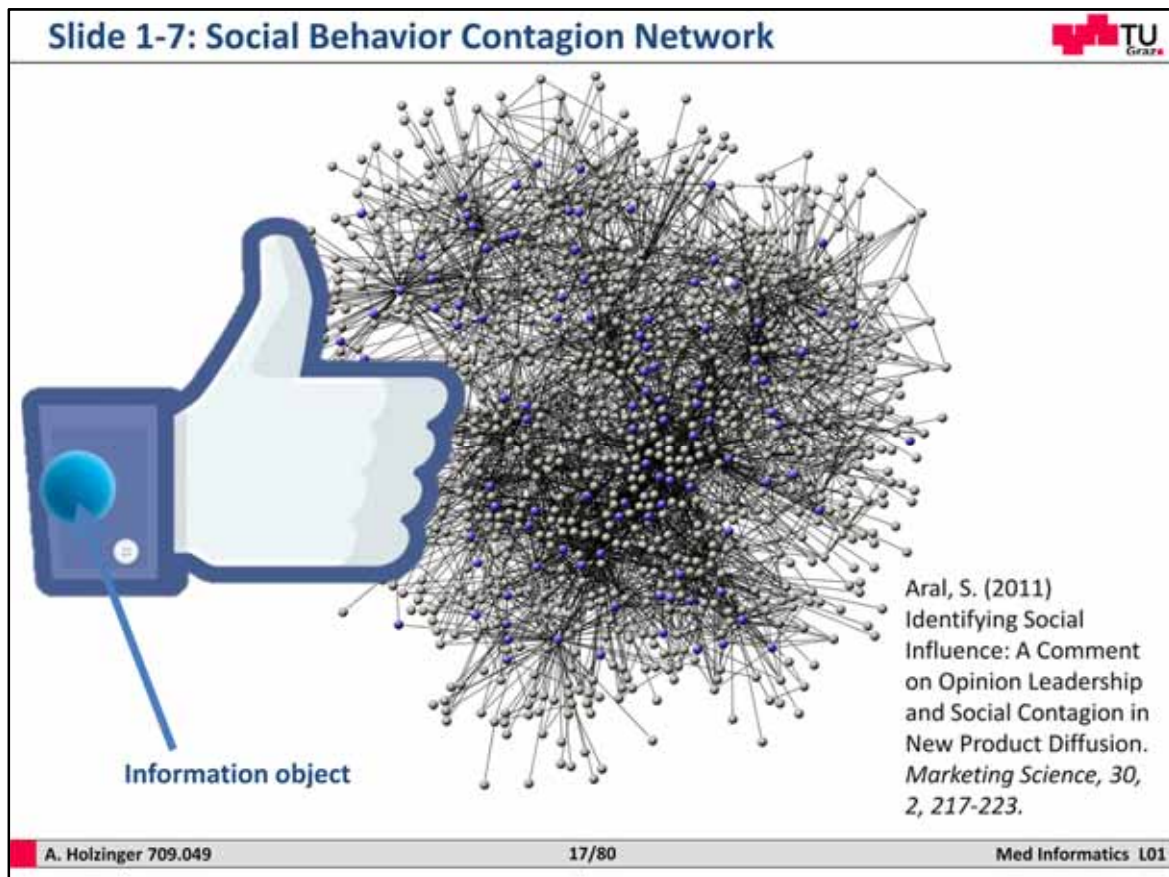 Slide 1-7: Social Behavior Contagion Network
TU
Graz
Aral, S. (2011)
Identifying Social
Influence: A Comment
on Opinion Leadership
and Social Contagion in
New Product Diffusion.
Marketing Science, 30,
2, 217-223.
Information object
A. Holzinger 709.049
17/80
Med Informatics L01